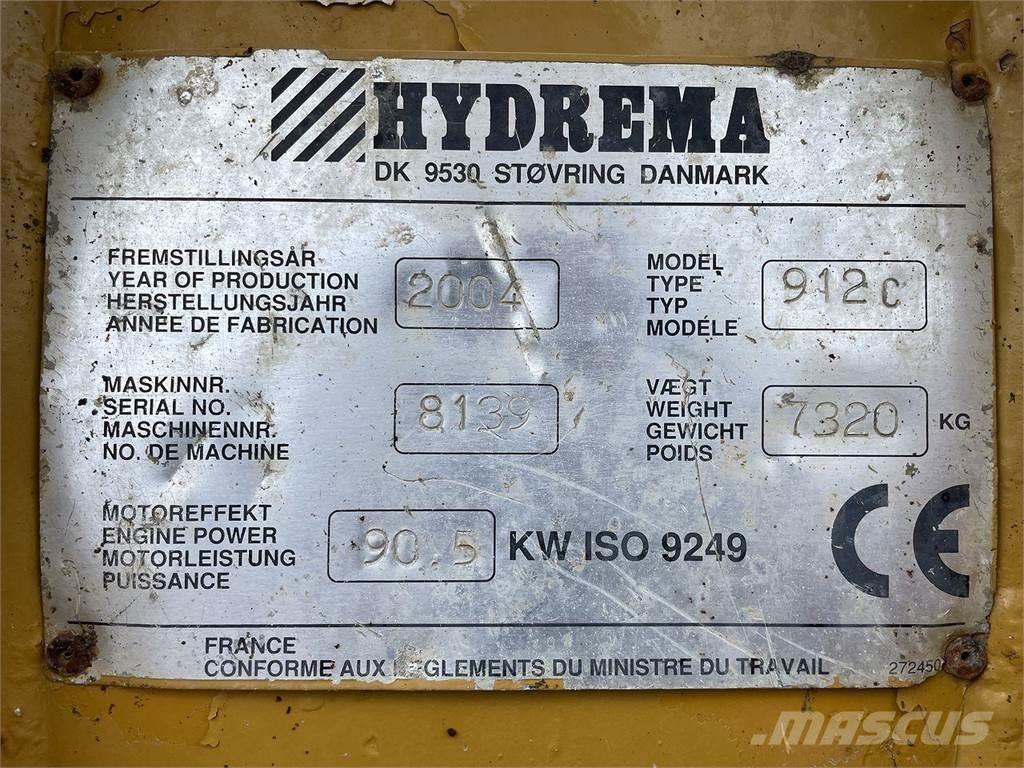 HYDREMA
DK 9530 STØVRING DANMARK
FREMSTILLINGSÅR
YEAR OF PRODUCTION
HERSTELLUNGSJAHR
ANNÉE DE FABRICATION
2004
MODEL
TYPE
TYP
MODÉLE
912C
MASKINNR.
SERIAL NO.
MASCHINENNR.
NO. DE MACHINE
8139
VÆGT
WEIGHT
GEWICHT
POIDS
7320 KG
MOTOREFFEKT
ENGINE POWER
MOTORLEISTUNG
PUISSANCE
90.5 KW ISO 9249
CE
FRANCE
CONFORME AUX REGLEMENTS DU MINISTRE DU TRAVAIL
272450
MASCUS